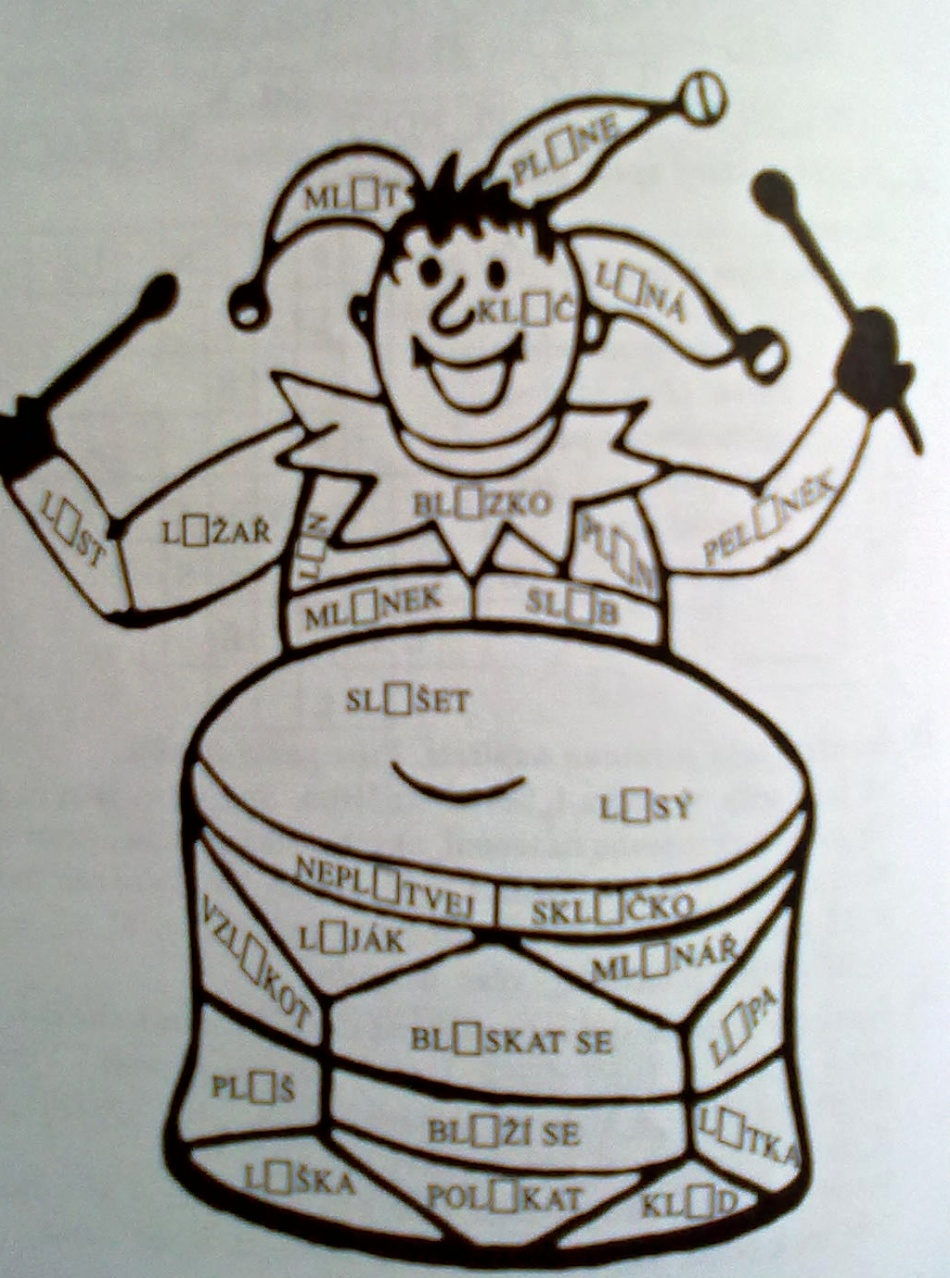 PL□NE
ML□T
L□NÁ
KL□Č
BL□ZKO
L□ST
L□ŽAŘ
L□N
PL□N
PEL□NĚK
ML□NEK
SL□B
SL□ŠET
L□SÝ
NEPL□TVEJ
SKL□ČKO
VZL□KOT
L□JÁK
ML□NÁŘ
BL□SKAT SE
L□PA
PL□Š
BL□ŽÍ SE
L□TKA
L□ŠKA
POL□KAT
KL□D